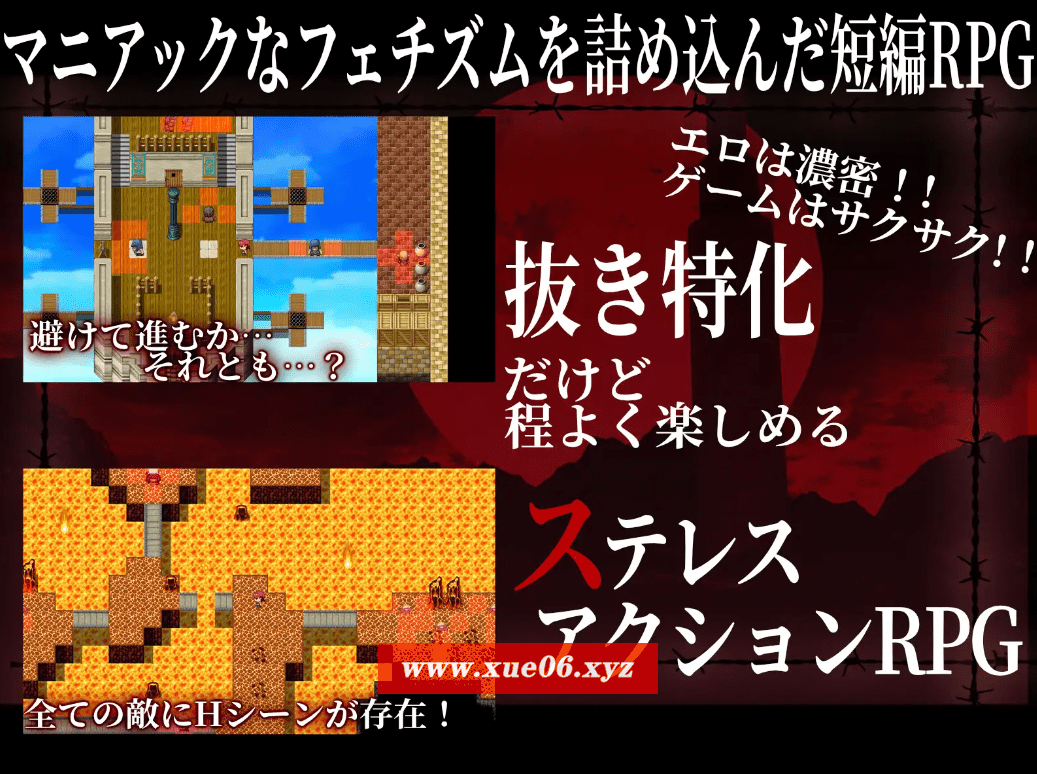 マニアックなフェチズムを詰め込んだ短編RPG
エロは濃密！！
ゲームはサクサク！！
避けて進むか…
それとも…？
抜き特化
だけど
程よく楽しめる
ステレス
アクションRPG
www.xue06.xyz
全ての敵にHシーンが存在！